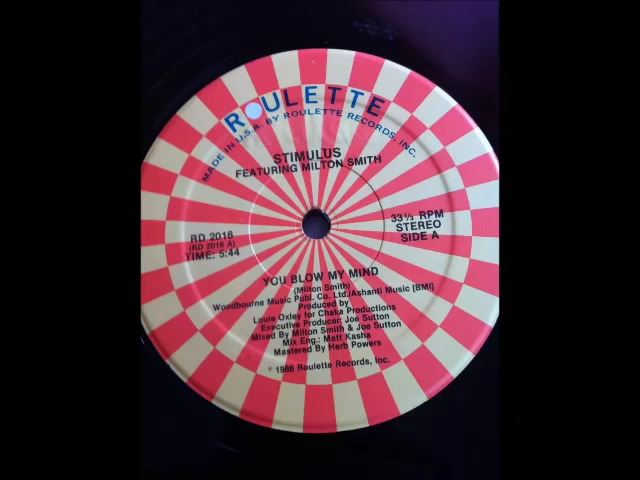 ROULETTE
MADE IN U.S.A. BY ROULETTE RECORDS, INC.
STIMULUS
FEATURING MILTON SMITH
RD 2016
(RD 2016 A)
TIME: 5:44
33⅓ RPM
STEREO
SIDE A
YOU BLOW MY MIND
(Milton Smith)
Woodbourne Music Publ. Co. Ltd./Ashanti Music [BMI]
Produced by
Louis Oxley for Chaka Productions
Executive Producer: Joe Sutton
Mixed By Milton Smith & Joe Sutton
Mix Eng.: Matt Kasha
Mastered By Herb Powers
℗ 1986 Roulette Records, Inc.